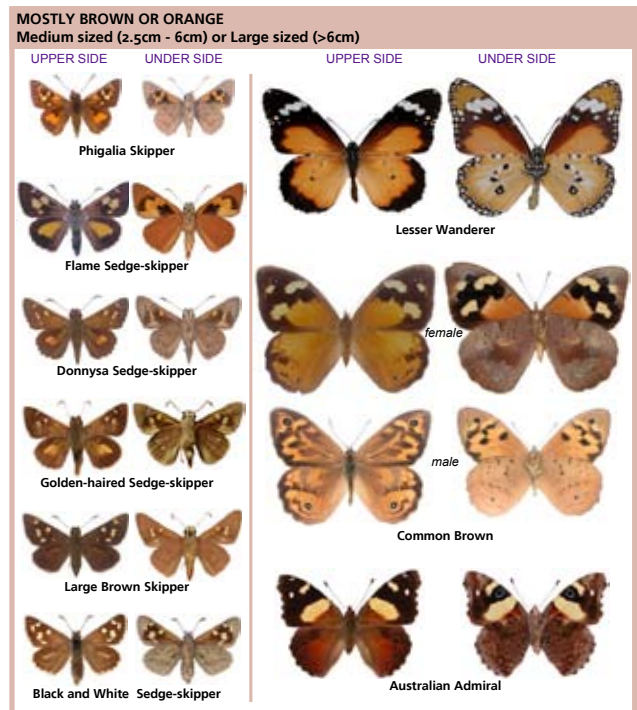 MOSTLY BROWN OR ORANGE
Medium sized (2.5cm - 6cm) or Large sized (>6cm)
UPPER SIDE UNDER SIDE
Phigalia Skipper
Flame Sedge-skipper
Donnysa Sedge-skipper
Golden-haired Sedge-skipper
Large Brown Skipper
Black and White Sedge-skipper
UPPER SIDE UNDER SIDE
Lesser Wanderer
female
male
Common Brown
Australian Admiral